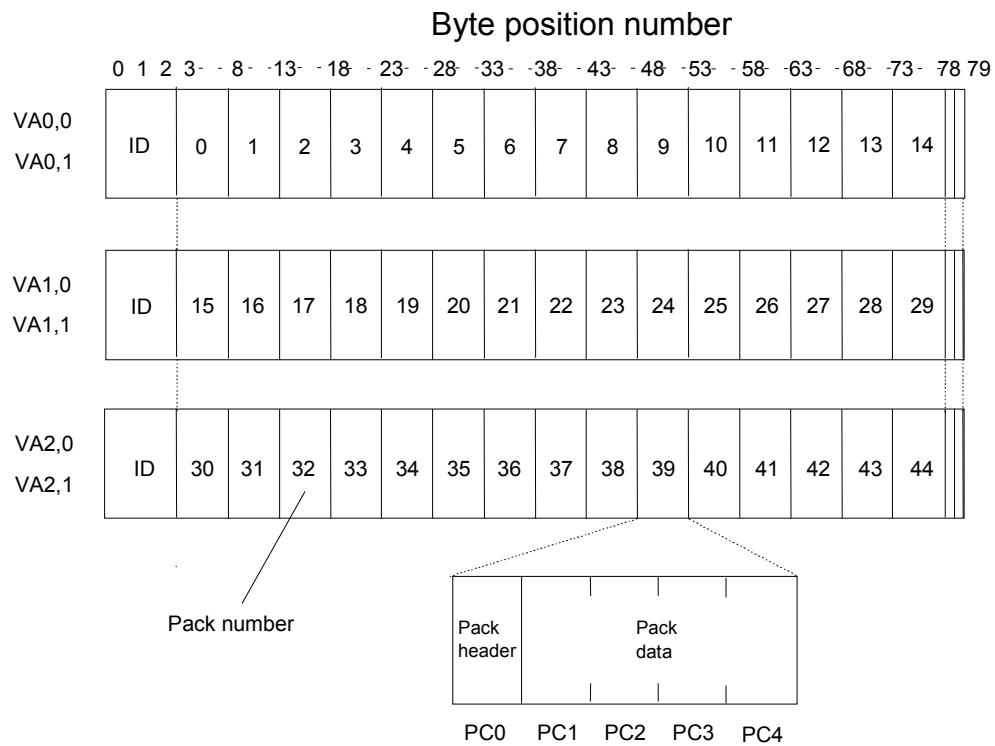 Byte position number
0 1 2 3- - 8 - -13- -18- - 23- - 28- -33 - -38- - 43 - - 48 - -53- - 58 - -63- - 68 - - 73 - -78 79
VA0,0
VA0,1
ID 0 1 2 3 4 5 6 7 8 9 10 11 12 13 14
VA1,0
VA1,1
ID 15 16 17 18 19 20 21 22 23 24 25 26 27 28 29
VA2,0
VA2,1
ID 30 31 32 33 34 35 36 37 38 39 40 41 42 43 44
Pack number
Pack header
Pack data
PC0 PC1 PC2 PC3 PC4